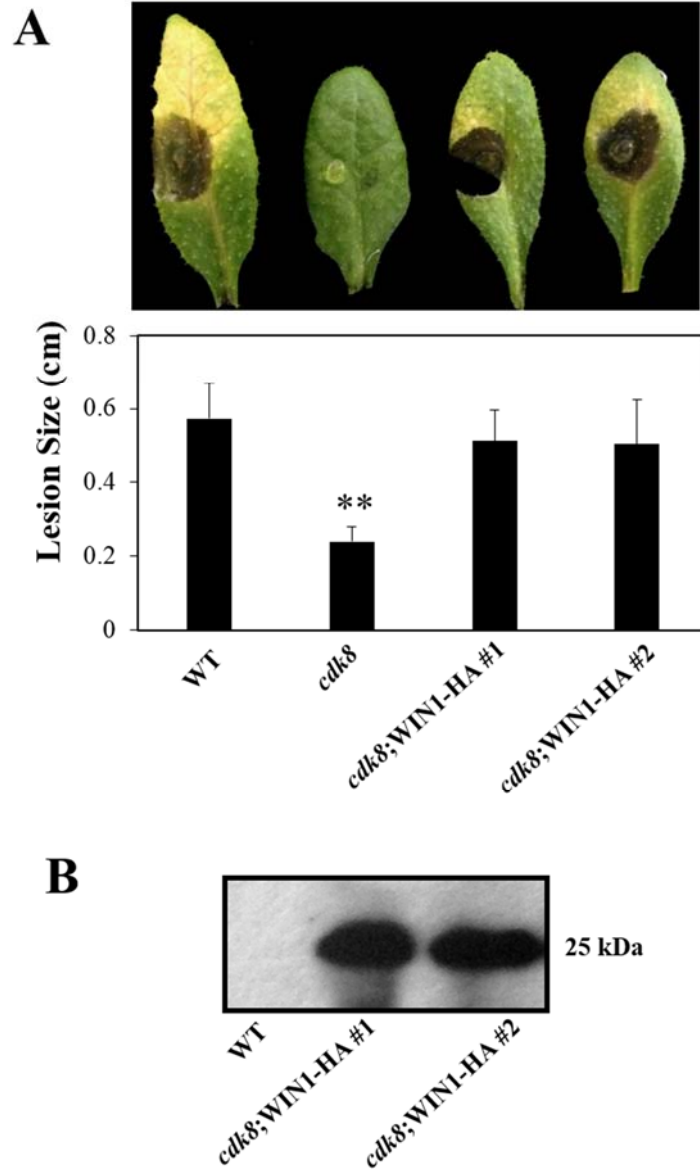 A
Lesion Size (cm)
0.8
0.6
0.4
0.2
0
**
WT
cdk8
cdk8;WIN1-HA #1
cdk8;WIN1-HA #2
B
25 kDa
WT
cdk8;WIN1-HA #1
cdk8;WIN1-HA #2